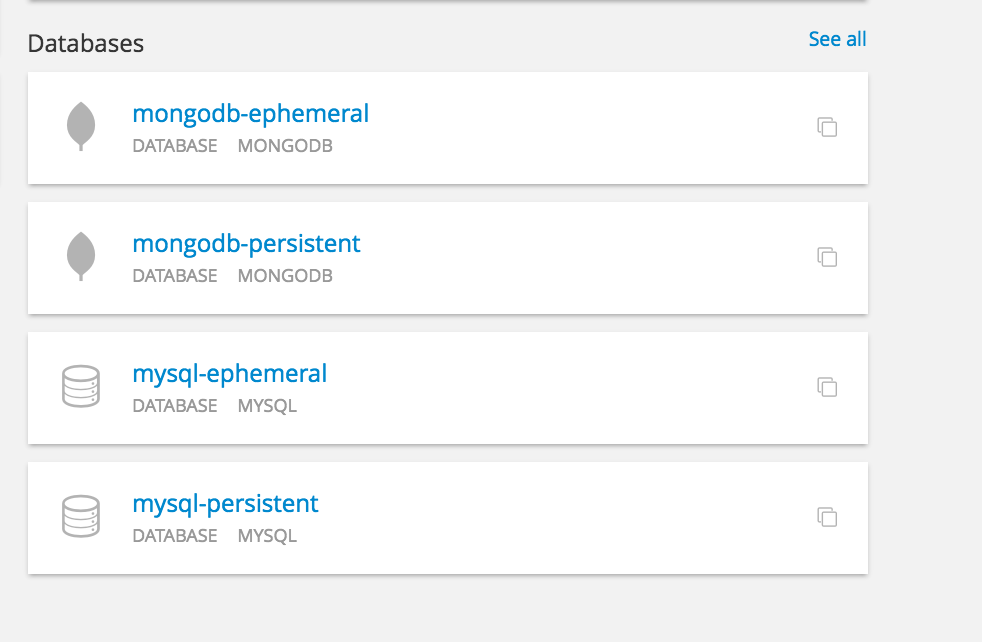 Databases See all
mongodb-ephemeral
DATABASE MONGODB
mongodb-persistent
DATABASE MONGODB
mysql-ephemeral
DATABASE MYSQL
mysql-persistent
DATABASE MYSQL